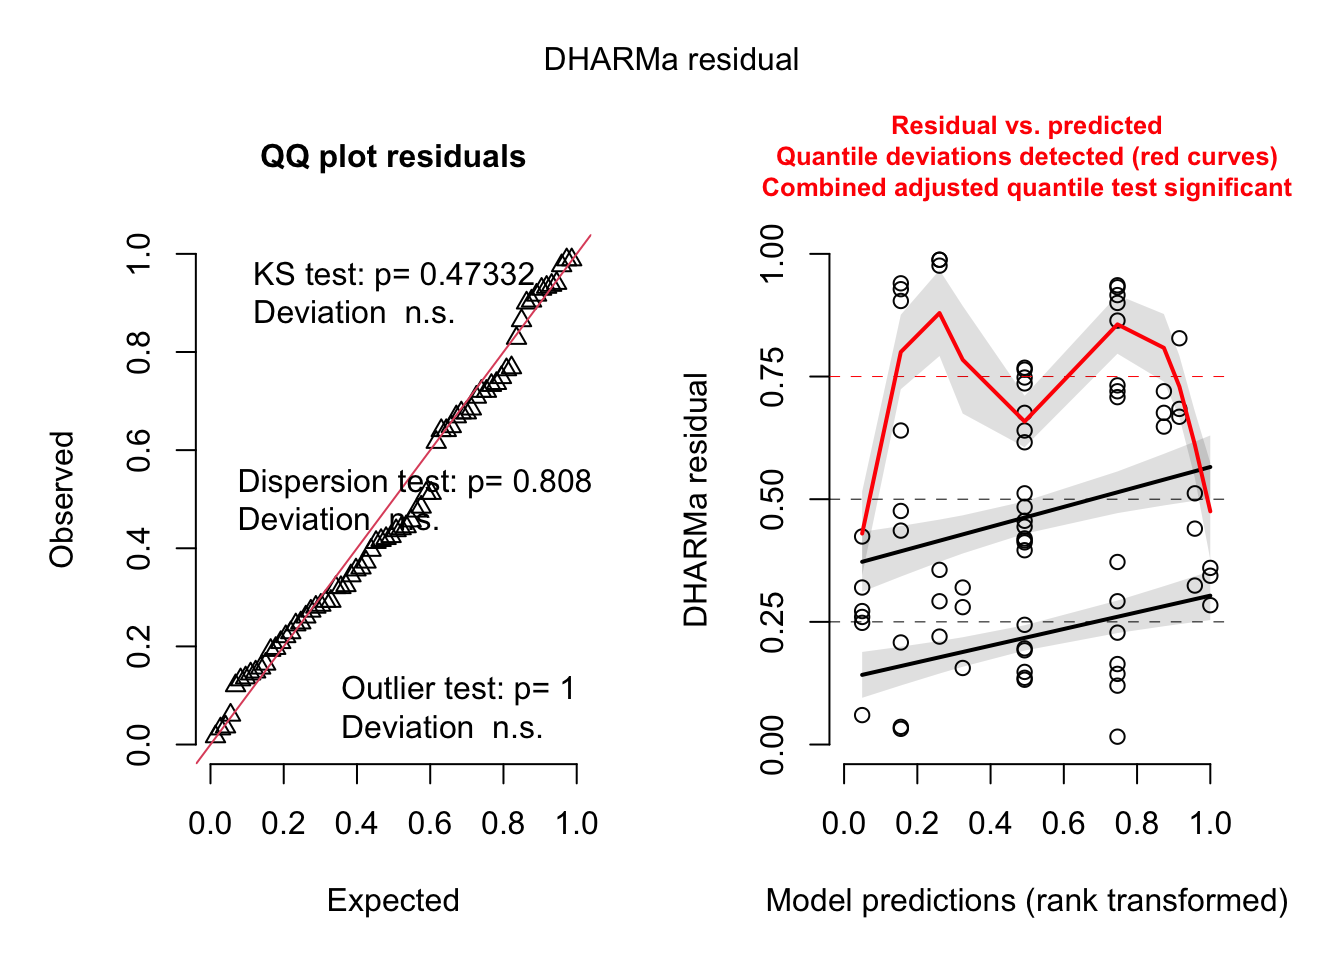 DHARMa residual
QQ plot residuals
KS test: p= 0.47332
Deviation  n.s.
Dispersion test: p= 0.808
Deviation  n.s.
Outlier test: p= 1
Deviation  n.s.
Observed
0.0
0.2
0.4
0.6
0.8
1.0
0.0 0.2 0.4 0.6 0.8 1.0
Expected
Residual vs. predicted
Quantile deviations detected (red curves)
Combined adjusted quantile test significant
DHARMa residual
0.00
0.25
0.50
0.75
1.00
0.0 0.2 0.4 0.6 0.8 1.0
Model predictions (rank transformed)